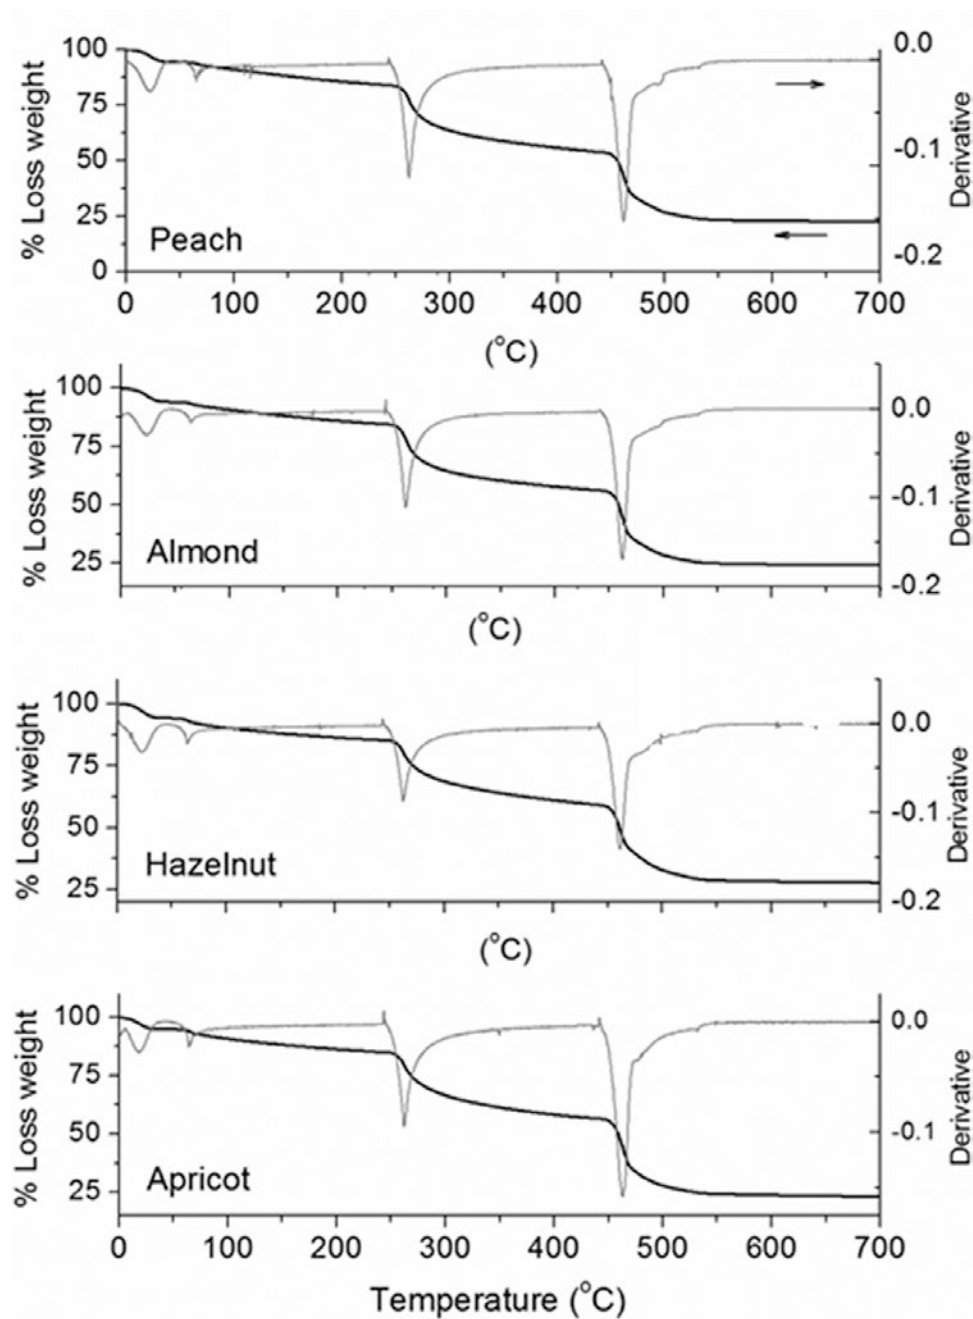 100
75
50
25
0
% Loss weight
Peach
0.0
-0.1
-0.2
Derivative
0 100 200 300 400 500 600 700
(°C)
100
75
50
25
% Loss weight
Almond
0.0
-0.1
-0.2
Derivative
(°C)
100
75
50
25
% Loss weight
Hazelnut
0.0
-0.1
-0.2
Derivative
(°C)
100
75
50
25
% Loss weight
Apricot
0.0
-0.1
Derivative
0 100 200 300 400 500 600 700
Temperature (°C)